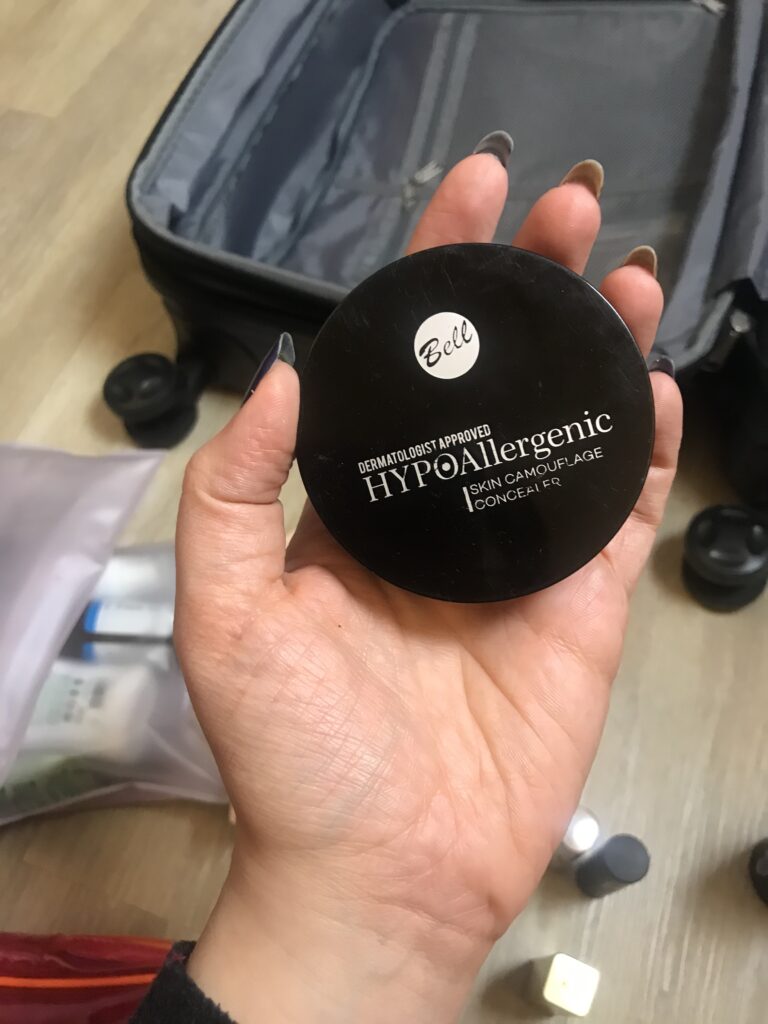 Bell
DERMATOLOGIST APPROVED
HYPOAllergenic
SKIN CAMOUFLAGE
CONCEALER